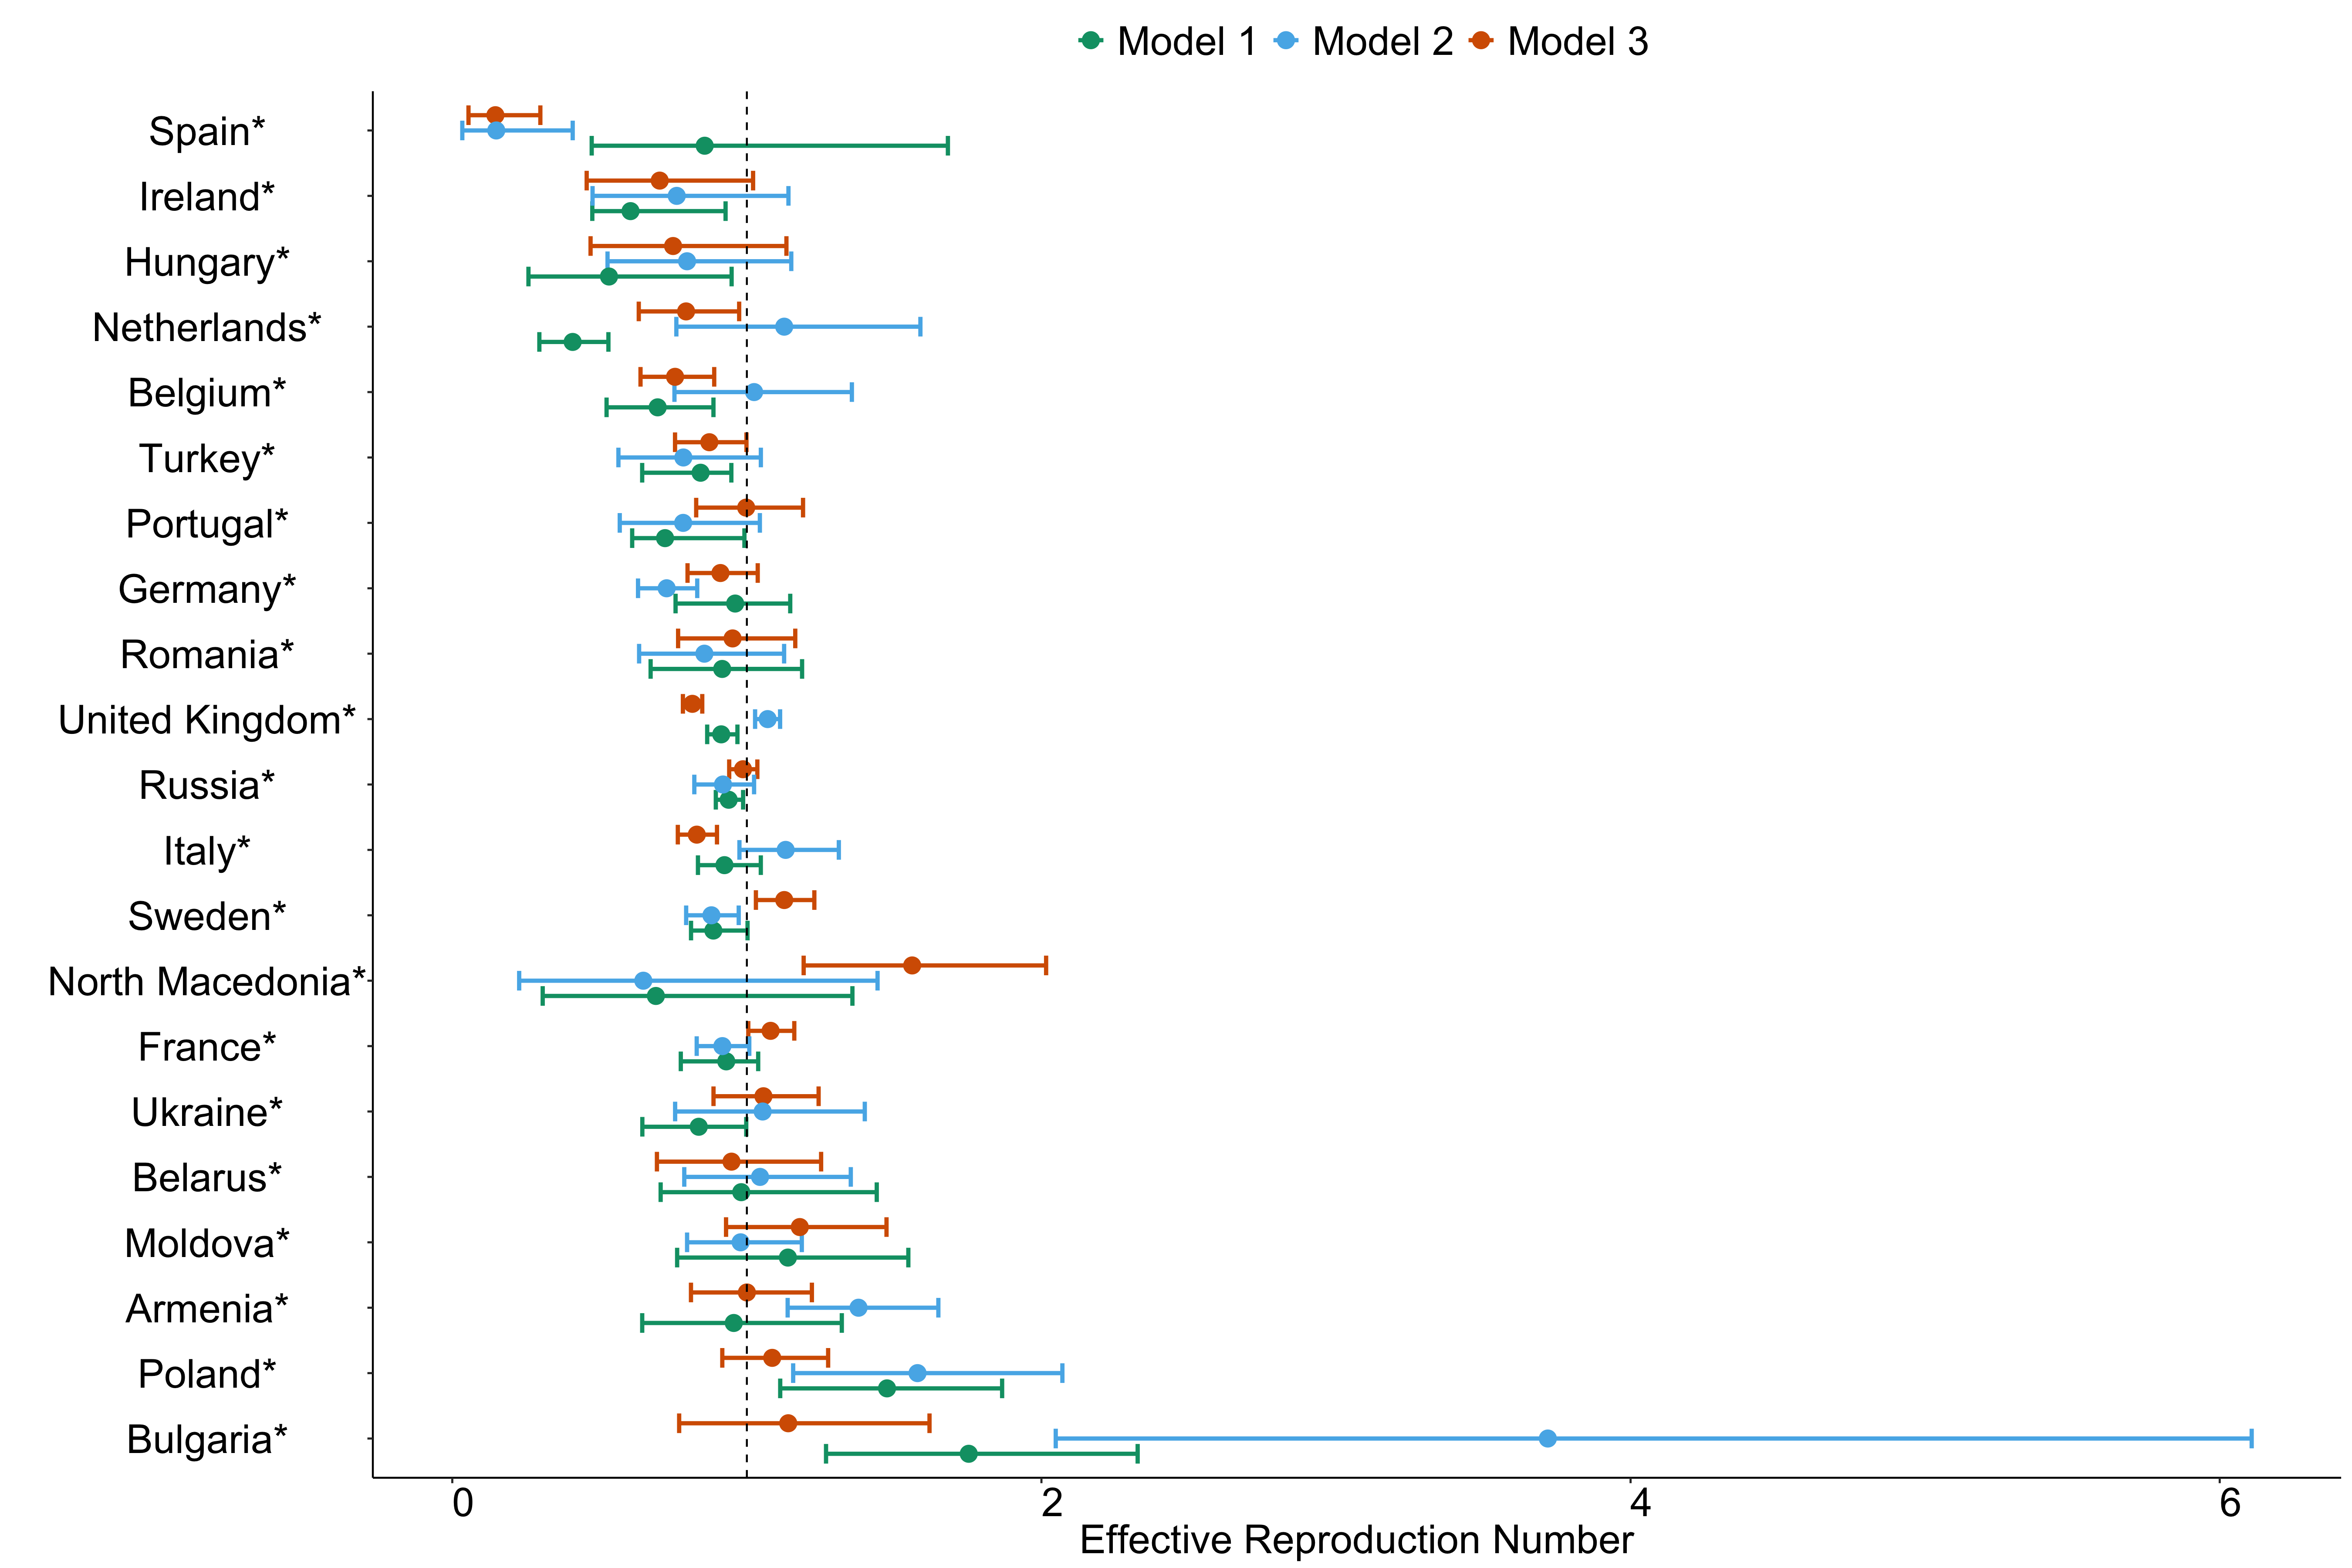 Model 1 Model 2 Model 3
Spain*
Ireland*
Hungary*
Netherlands*
Belgium*
Turkey*
Portugal*
Germany*
Romania*
United Kingdom*
Russia*
Italy*
Sweden*
North Macedonia*
France*
Ukraine*
Belarus*
Moldova*
Armenia*
Poland*
Bulgaria*
0 2 4 6
Effective Reproduction Number